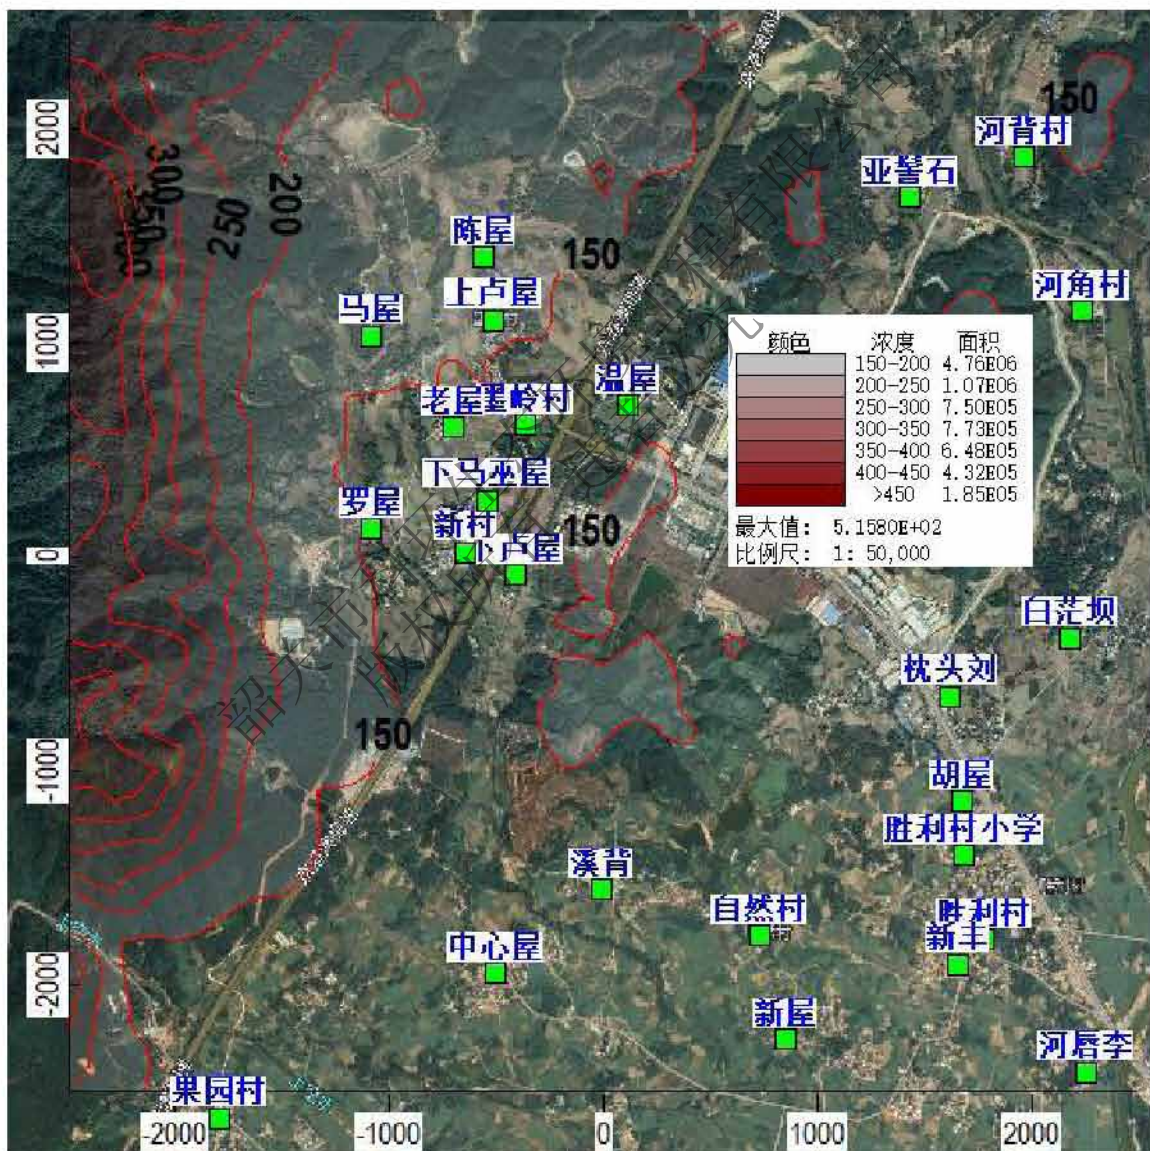 2000
1000
0
-1000
-2000
300
250
200
150
河背村
亚髻石
陈屋
150
上卢屋
马屋
河角村
温屋
老屋
墨岭村
下马巫屋
罗屋
新村
下卢屋
150
颜色 浓度 面积
150-200 4.76E06
200-250 1.07E06
250-300 7.50E05
300-350 7.73E05
350-400 6.48E05
400-450 4.32E05
>450 1.85E05
最大值: 5.1580E+02
比例尺: 1: 50,000
白茫坝
枕头刘
150
胡屋
胜利村小学
溪背
自然村
胜利村
新丰
中心屋
新屋
河唇李
果园村
-2000 -1000 0 1000 2000